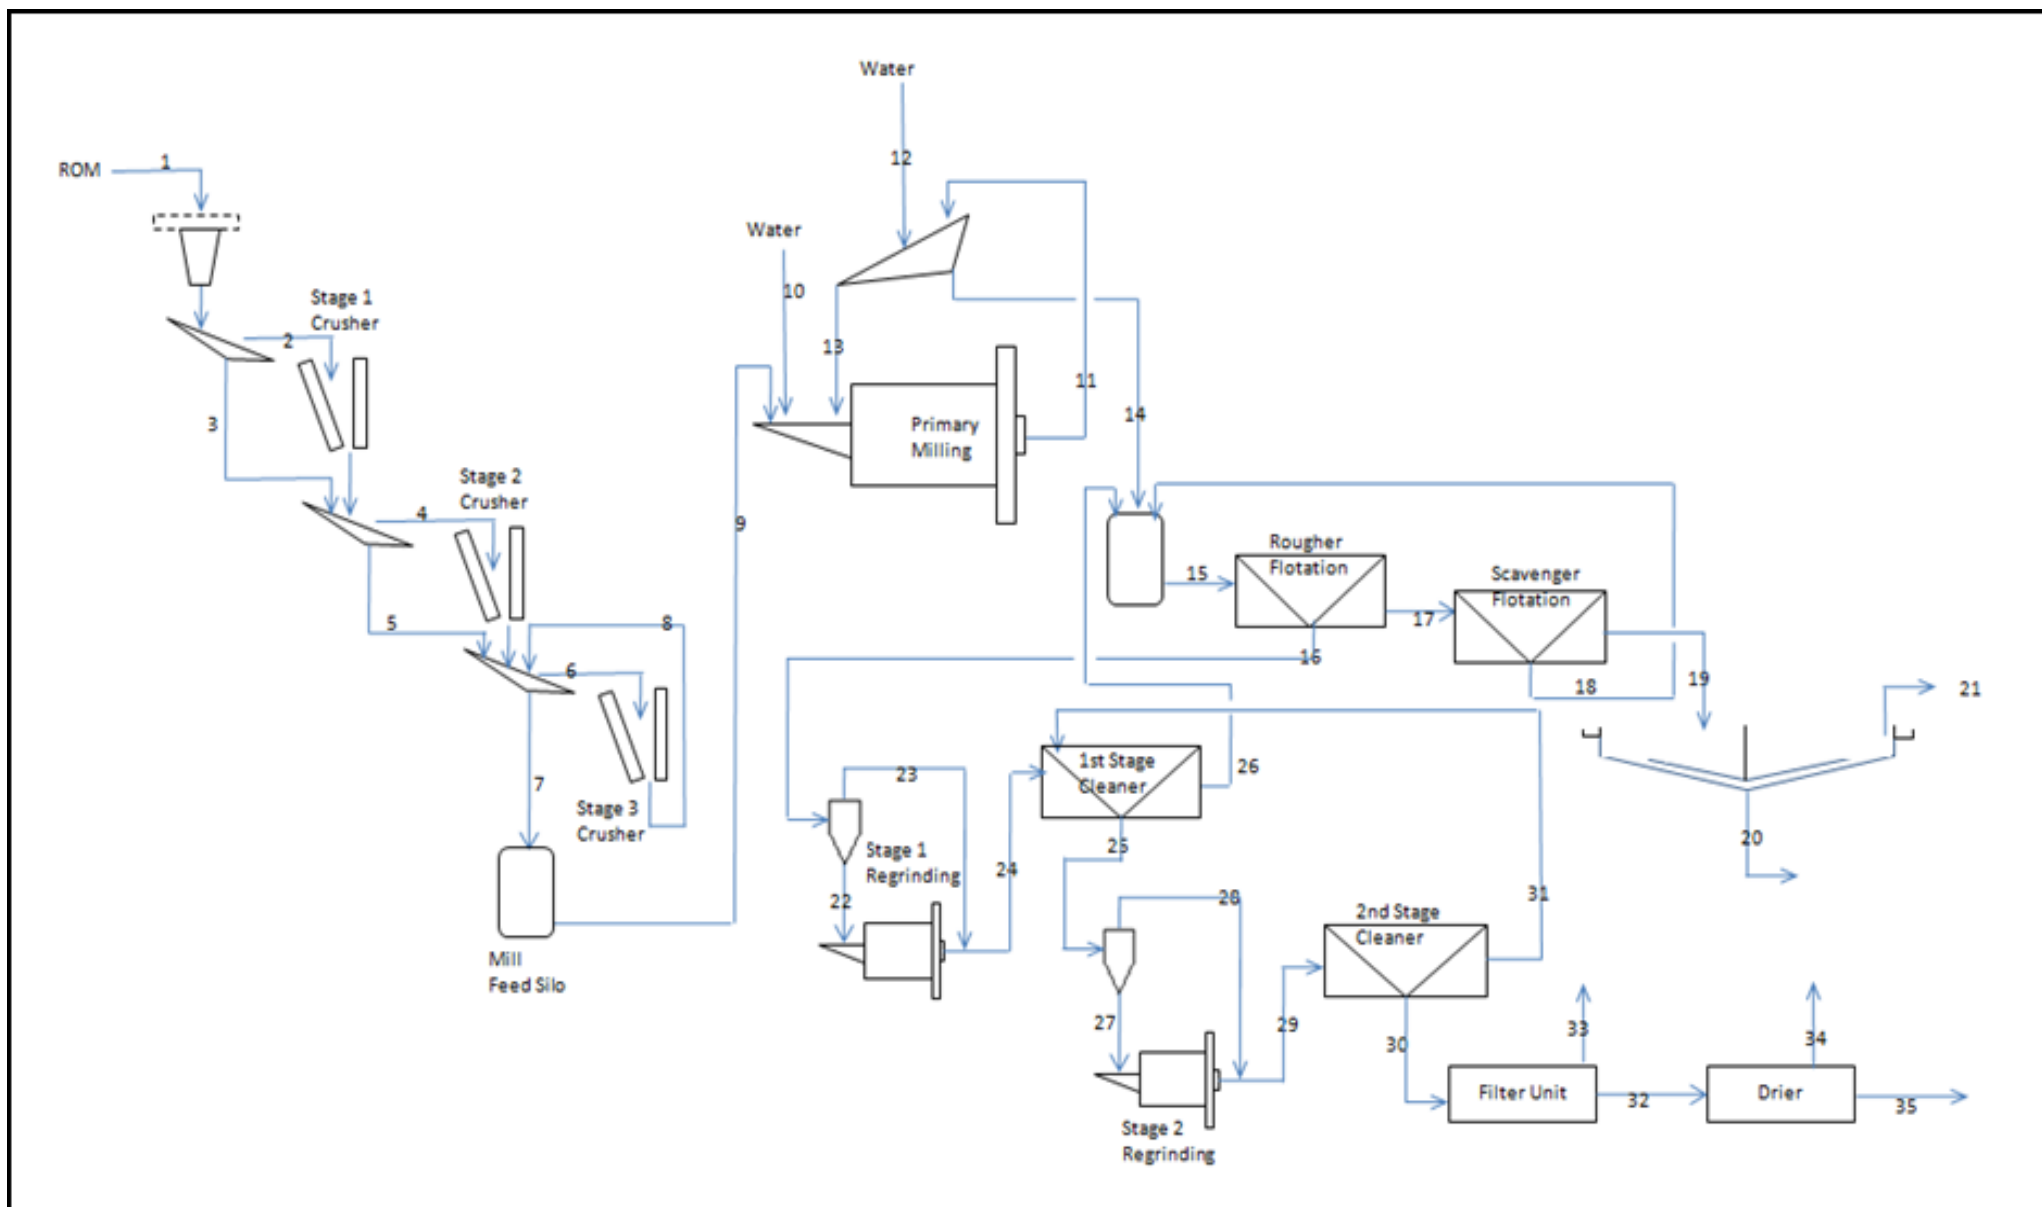 Water
12
ROM
1
Water
10
Stage 1
Crusher
2
13
11
14
3
Primary
Milling
Stage 2
Crusher
4
9
Rougher
Flotation
15
Scavenger
Flotation
5
8
17
6
16
18
19
21
7
23
1st Stage
Cleaner
26
Stage 3
Crusher
20
25
Stage 1
Regrinding
24
22
28
31
2nd Stage
Cleaner
Mill
Feed Silo
27
29
30
33
34
Filter Unit
32
Drier
35
Stage 2
Regrinding